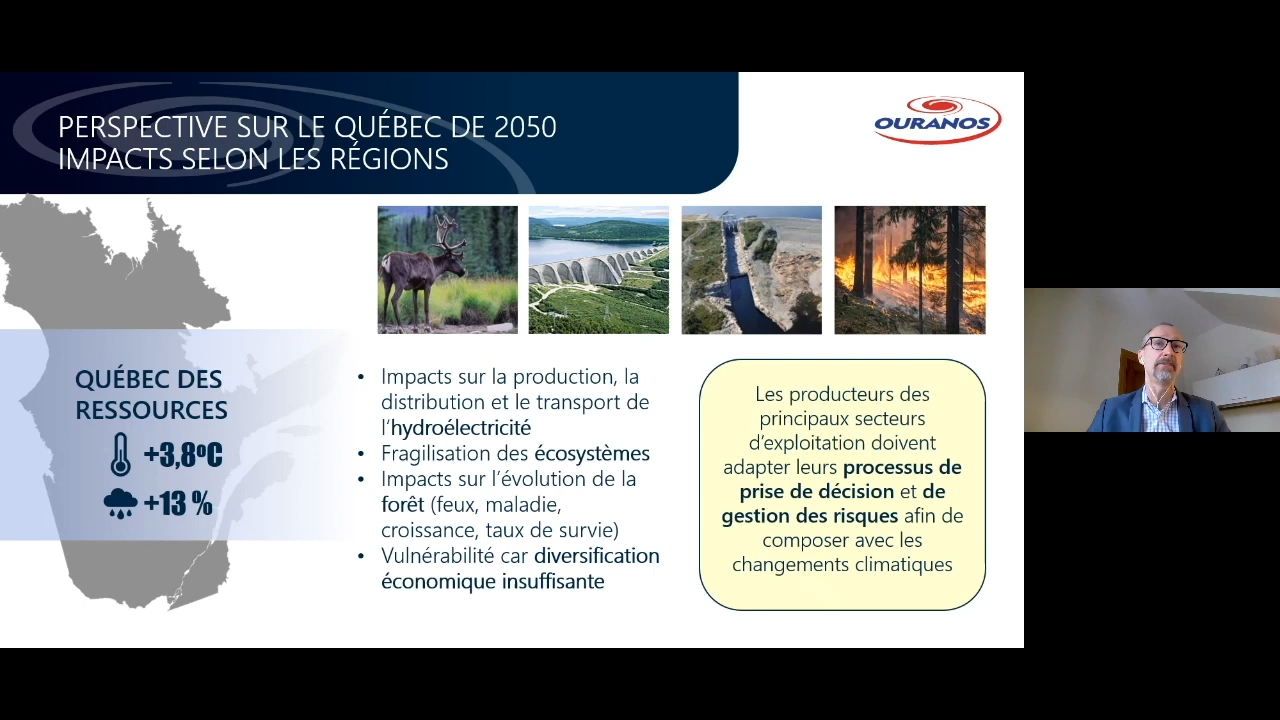 PERSPECTIVE SUR LE QUÉBEC DE 2050
IMPACTS SELON LES RÉGIONS
OURANOS
QUÉBEC DES
RESSOURCES
+3,8ºC
+13 %
• Impacts sur la production, la
distribution et le transport de
l'hydroélectricité
• Fragilisation des écosystèmes
• Impacts sur l'évolution de la
forêt (feux, maladie,
croissance, taux de survie)
• Vulnérabilité car diversification
économique insuffisante
Les producteurs des
principaux secteurs
d'exploitation doivent
adapter leurs processus de
prise de décision et de
gestion des risques afin de
composer avec les
changements climatiques